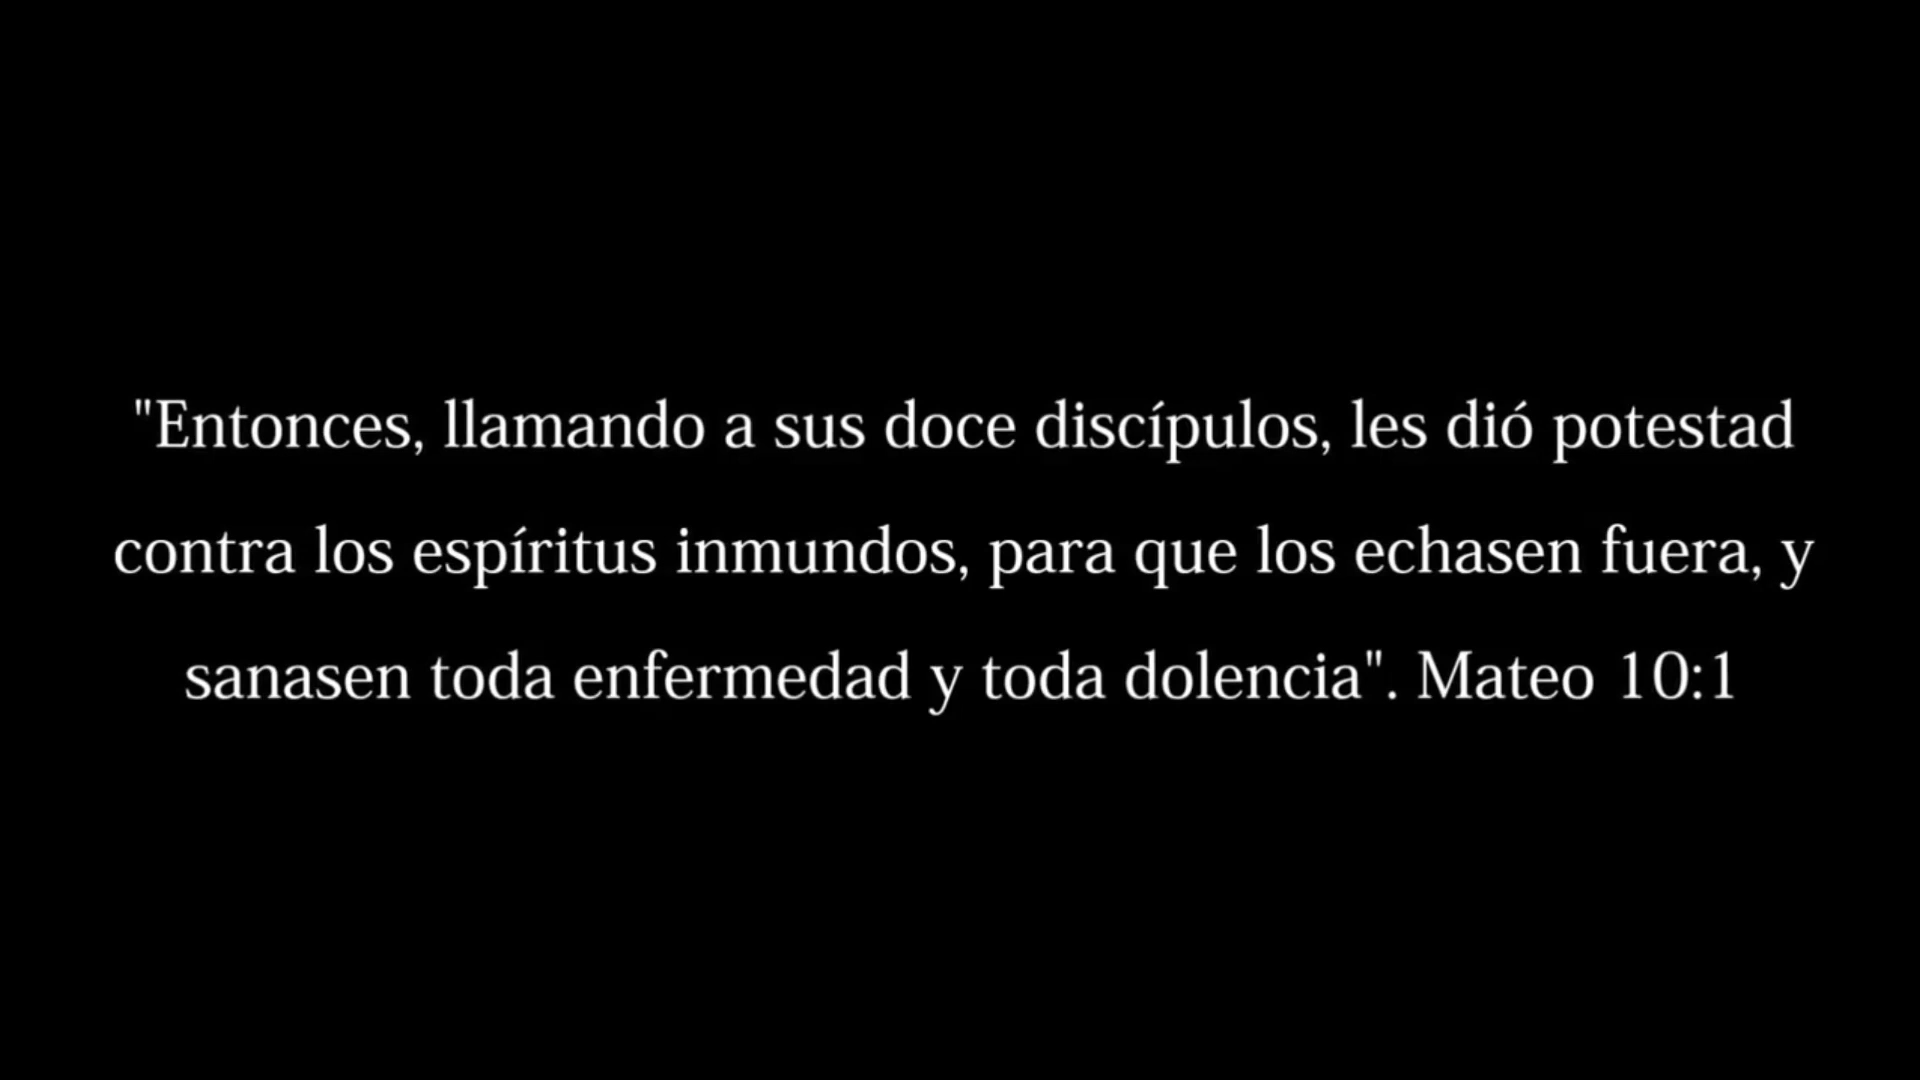 "Entonces, llamando a sus doce discípulos, les dió potestad
contra los espíritus inmundos, para que los echasen fuera, y
sanasen toda enfermedad y toda dolencia". Mateo 10:1